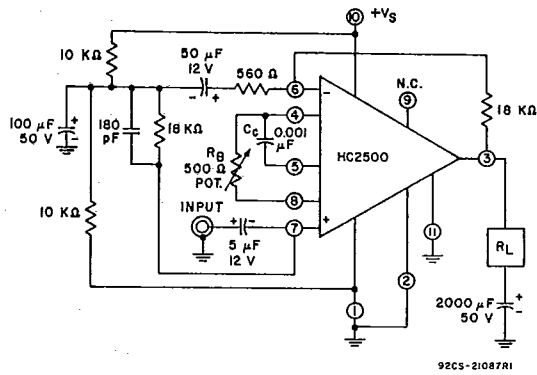 ⑩ +VS
10 KΩ
50 μF
12 V
560 Ω
⑥
N.C.
⑨
④
18 KΩ
100 μF
50 V
180
pF
18 KΩ
CC
0.001
μF
HC2500
③
RB
500 Ω
POT.
⑤
⑧
10 KΩ
INPUT
⑦
⑪
RL
5 μF
12 V
②
①
2000 μF
50 V
92CS-21087R1